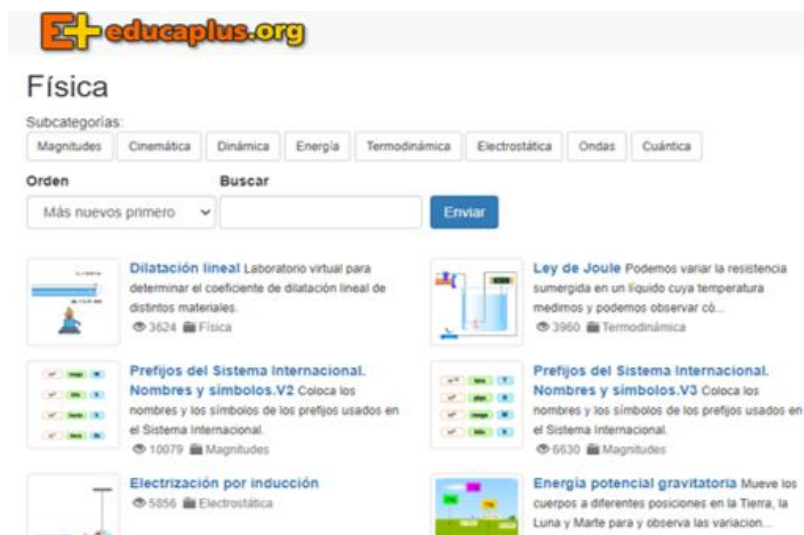 educaplus.org
Física
Subcategorías:
Magnitudes Cinemática Dinámica Energía Termodinámica Electrostática Ondas Cuántica
Orden Buscar
Más nuevos primero Enviar
Dilatación lineal Laboratorio virtual para
determinar el coeficiente de dilatación lineal de
distintos materiales.
3624 Física
Ley de Joule Podemos variar la resistencia
sumergida en un líquido cuya temperatura
medimos y podemos observar có...
3960 Termodinámica
Prefijos del Sistema Internacional.
Nombres y símbolos.V2 Coloca los
nombres y los símbolos de los prefijos usados en
el Sistema Internacional.
10079 Magnitudes
Prefijos del Sistema Internacional.
Nombres y símbolos.V3 Coloca los
nombres y los símbolos de los prefijos usados en
el Sistema Internacional.
6630 Magnitudes
Electrización por inducción
5856 Electrostática
Energía potencial gravitatoria Mueve los
cuerpos a diferentes posiciones en la Tierra, la
Luna y Marte para y observa las variacion...